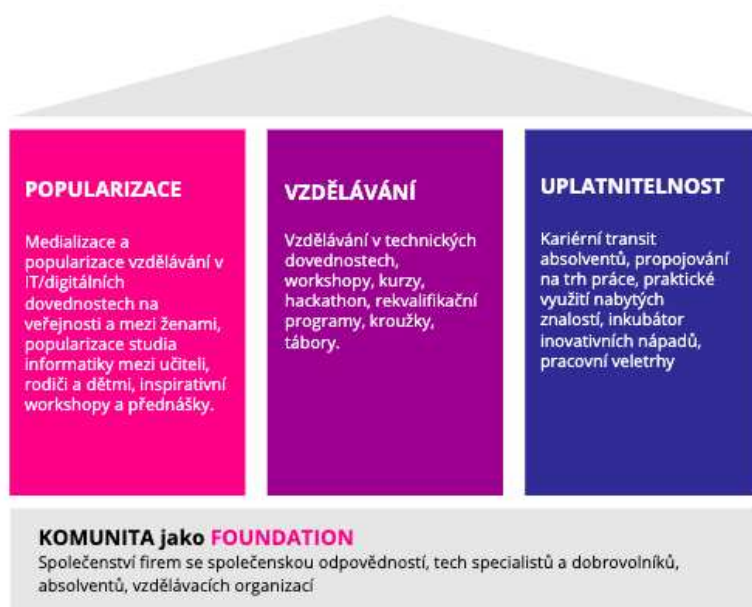 POPULARIZACE
Medializace a
popularizace vzdělávání v
IT/digitálních
dovednostech na
veřejnosti a mezi ženami,
popularizace studia
informatiky mezi učiteli,
rodiči a dětmi, inspirativní
workshopy a přednášky.
VZDĚLÁVÁNÍ
Vzdělávání v technických
dovednostech,
workshopy, kurzy,
hackathon, rekvalifikační
programy, kroužky,
tábory.
UPLATNITELNOST
Kariérní transit
absolventů, propojování
na trh práce, praktické
využití nabytých
znalostí, inkubátor
inovativních nápadů,
pracovní veletrhy
KOMUNITA jako FOUNDATION
Společenství firem se společenskou odpovědností, tech specialistů a dobrovolníků,
absolventů, vzdělávacích organizací